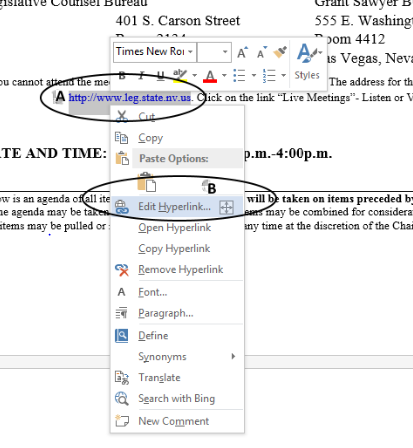 gislative Counsel Bureau Grant Sawyer B
401 S. Carson Street 555 E. Washing
Room 4412
Times New Ro
as Vegas, Neva
B I U ab A Styles
ou cannot attend the me The address for th
A http://www.leg.state.nv.us. Click on the link “Live Meetings”- Listen or V
Cut
Copy
ATE AND TIME: p.m.-4:00p.m.
Paste Options:
B
ow is an agenda of all ite will be taken on items preceded by
Edit Hyperlink...
he agenda may be taken ems may be combined for considera
Open Hyperlink
items may be pulled or any time at the discretion of the Chai
Copy Hyperlink
Remove Hyperlink
A Font...
Paragraph...
Define
Synonyms
Translate
Search with Bing
New Comment